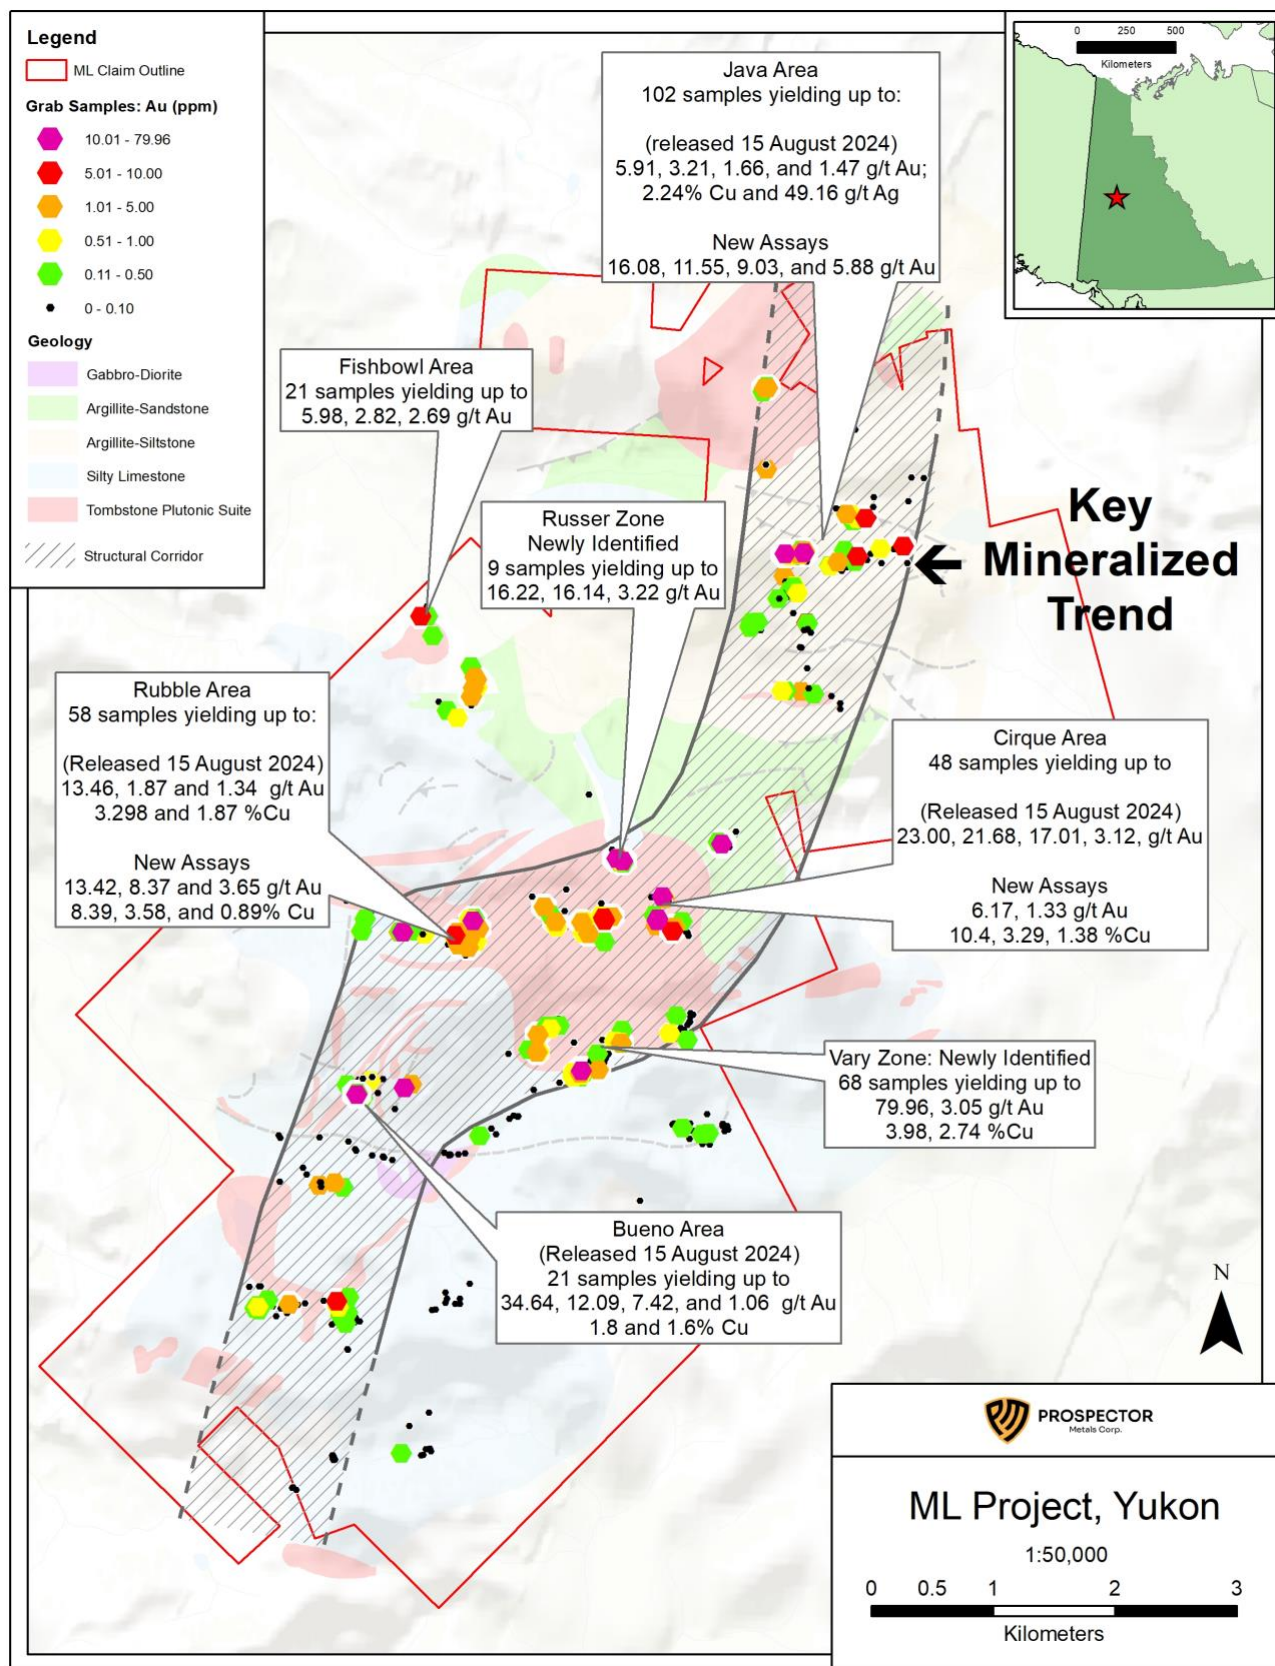 Legend
ML Claim Outline
Grab Samples: Au (ppm)
10.01 - 79.96
5.01 - 10.00
1.01 - 5.00
0.51 - 1.00
0.11 - 0.50
0 - 0.10
Geology
Gabbro-Diorite
Argillite-Sandstone
Argillite-Siltstone
Silty Limestone
Tombstone Plutonic Suite
Structural Corridor
0 250 500
Kilometers
Java Area
102 samples yielding up to:
(released 15 August 2024)
5.91, 3.21, 1.66, and 1.47 g/t Au;
2.24% Cu and 49.16 g/t Ag
New Assays
16.08, 11.55, 9.03, and 5.88 g/t Au
Fishbowl Area
21 samples yielding up to
5.98, 2.82, 2.69 g/t Au
Russer Zone
Newly Identified
9 samples yielding up to
16.22, 16.14, 3.22 g/t Au
Key
Mineralized
Trend
Rubble Area
58 samples yielding up to:
(Released 15 August 2024)
13.46, 1.87 and 1.34 g/t Au
3.298 and 1.87 %Cu
New Assays
13.42, 8.37 and 3.65 g/t Au
8.39, 3.58, and 0.89% Cu
Cirque Area
48 samples yielding up to
(Released 15 August 2024)
23.00, 21.68, 17.01, 3.12, g/t Au
New Assays
6.17, 1.33 g/t Au
10.4, 3.29, 1.38 %Cu
Vary Zone: Newly Identified
68 samples yielding up to
79.96, 3.05 g/t Au
3.98, 2.74 %Cu
Bueno Area
(Released 15 August 2024)
21 samples yielding up to
34.64, 12.09, 7.42, and 1.06 g/t Au
1.8 and 1.6% Cu
N
PROSPECTOR
Metals Corp.
ML Project, Yukon
1:50,000
0 0.5 1 2 3
Kilometers